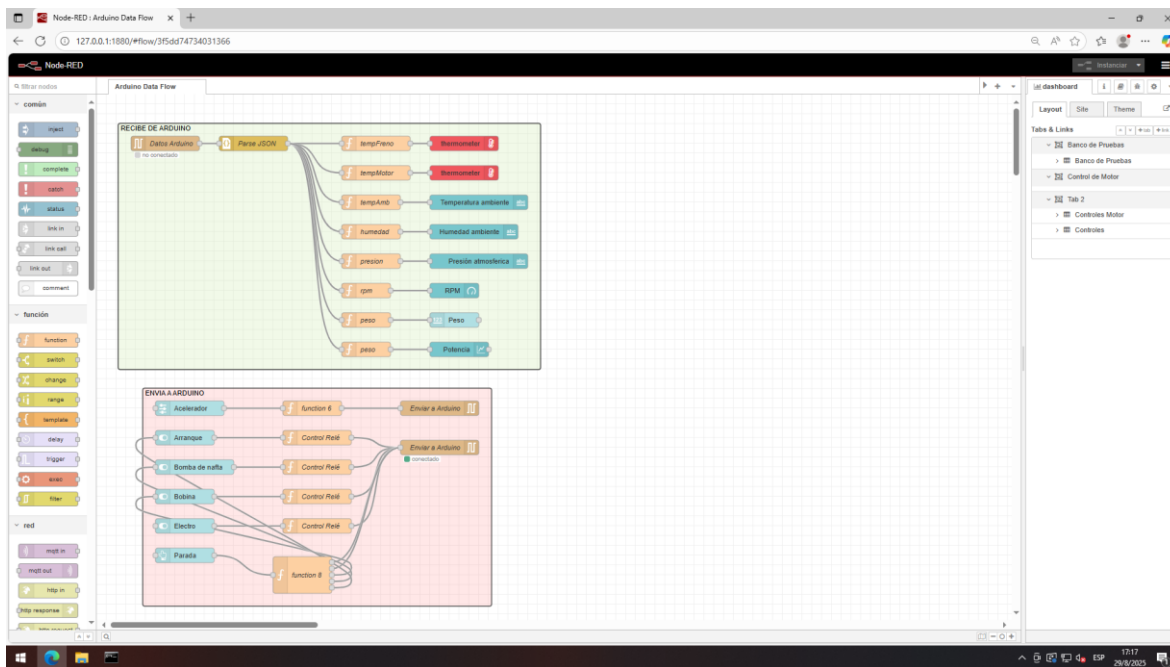 Node-RED : Arduino Data Flow
127.0.0.1:1880/#flow/3f5dd74734031366
Node-RED
Instanciar
filtrar nodos
Arduino Data Flow
dashboard
común
inject
debug
complete
catch
status
link in
link call
link out
comment
función
function
switch
change
range
template
delay
trigger
exec
filter
red
mqtt in
mqtt out
http in
http response
RECIBE DE ARDUINO
Datos Arduino
no conectado
Parse JSON
tempFreno
thermometer
tempMotor
thermometer
tempAmb
Temperatura ambiente
abc
humedad
Humedad ambiente
abc
presion
Presión atmosferica
abc
rpm
RPM
peso
Peso
peso
Potencia
ENVIA A ARDUINO
Acelerador
function 6
Enviar a Arduino
Arranque
Control Relé
Enviar a Arduino
conectado
Bomba de nafta
Control Relé
Bobina
Control Relé
Electro
Control Relé
Parada
function 8
Layout
Site
Theme
Tabs & Links
Banco de Pruebas
Banco de Pruebas
Control de Motor
Tab 2
Controles Motor
Controles
ESP
17:17
29/8/2025